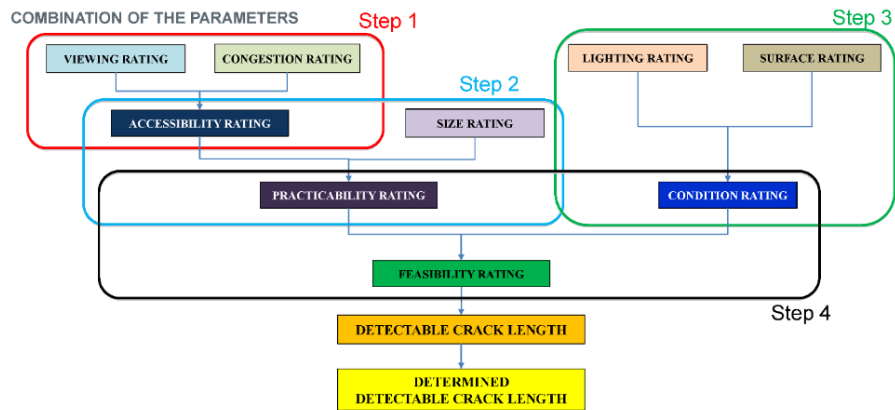 COMBINATION OF THE PARAMETERS
Step 1
Step 3
VIEWING RATING
CONGESTION RATING
LIGHTING RATING
SURFACE RATING
Step 2
ACCESSIBILITY RATING
SIZE RATING
PRACTICABILITY RATING
CONDITION RATING
FEASIBILITY RATING
Step 4
DETECTABLE CRACK LENGTH
DETERMINED
DETECTABLE CRACK LENGTH